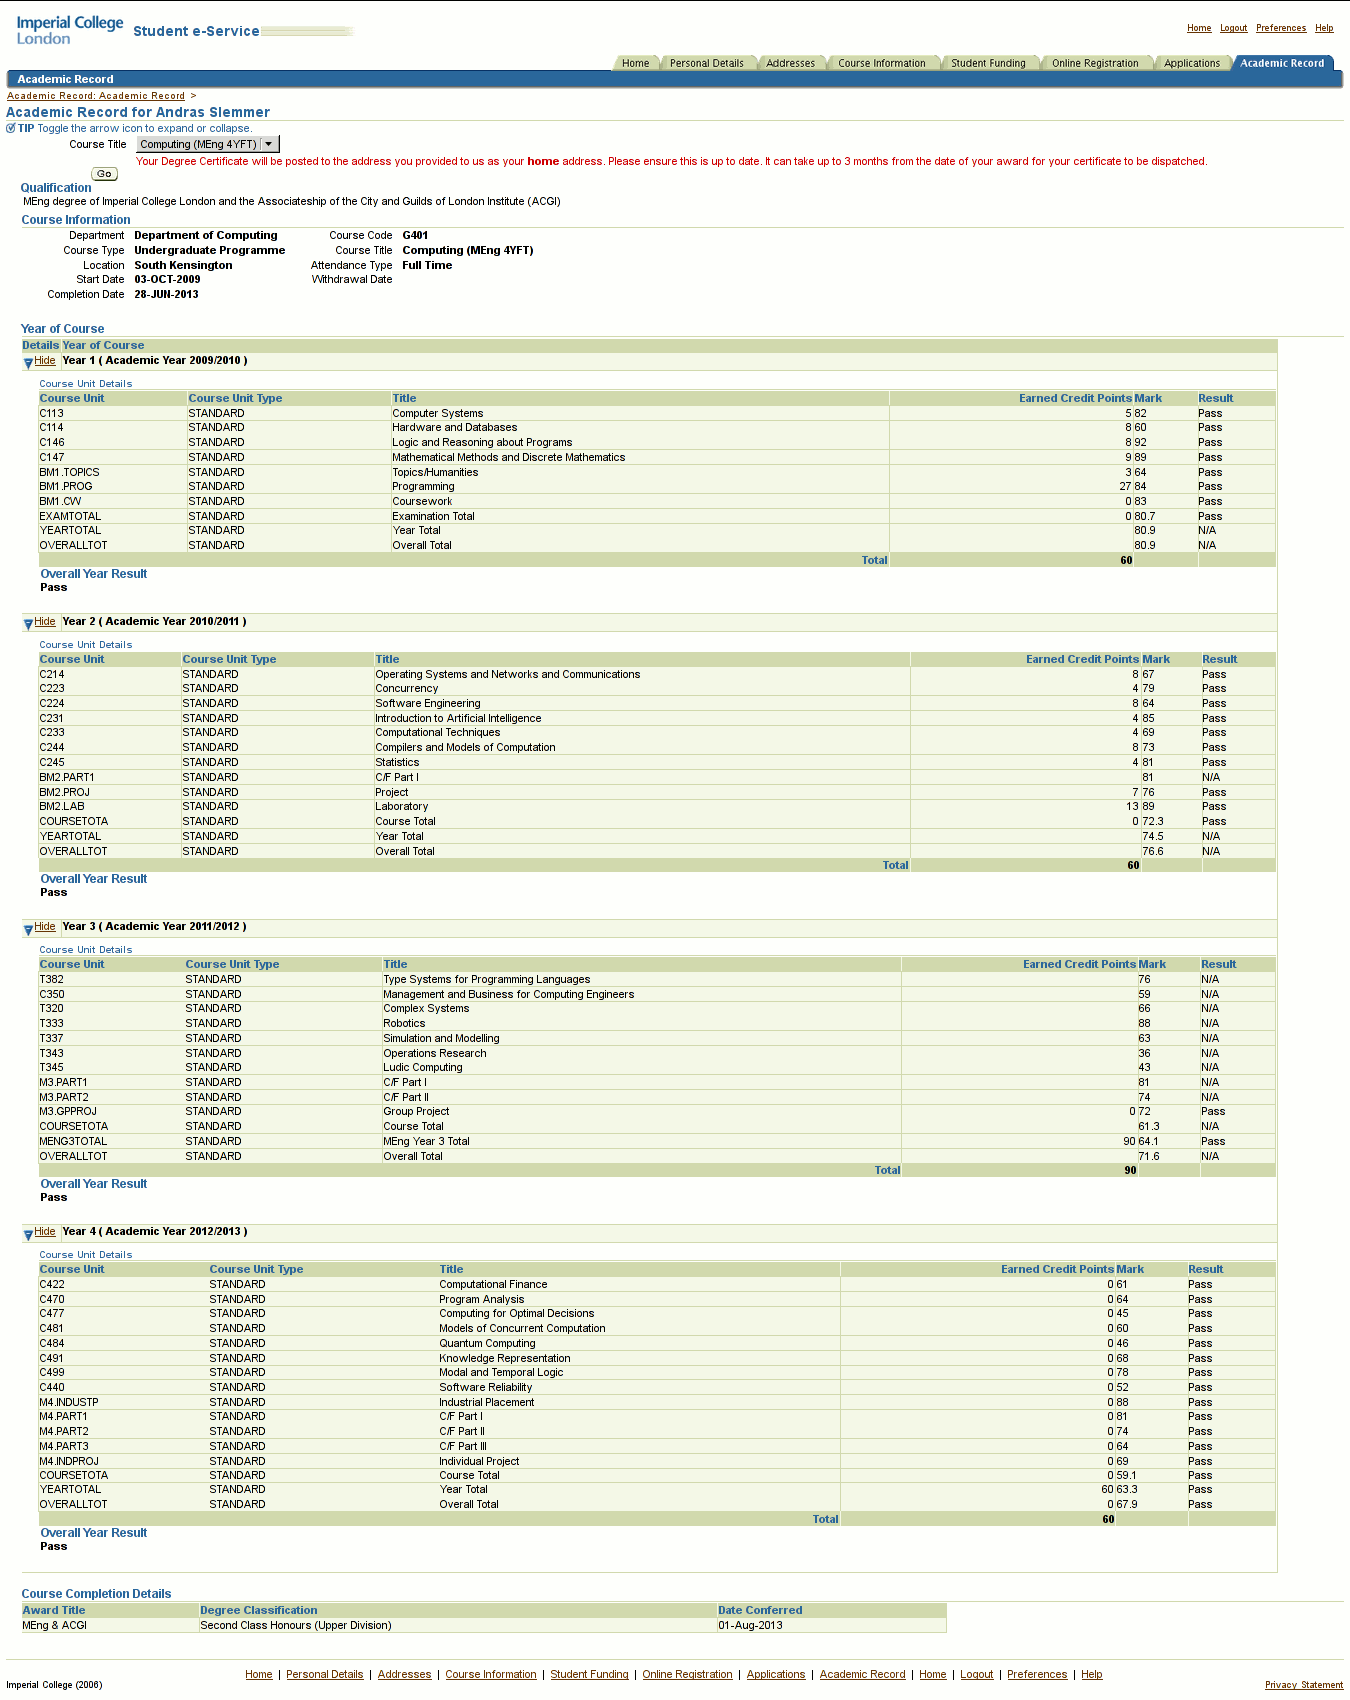 Imperial College
London
Student e-Service
Home Logout Preferences Help
Home Personal Details Addresses Course Information Student Funding Online Registration Applications Academic Record
Academic Record
Academic Record: Academic Record >
Academic Record for Andras Slemmer
TIP Toggle the arrow icon to expand or collapse.
Course Title Computing (MEng 4YFT)
Your Degree Certificate will be posted to the address you provided to us as your home address. Please ensure this is up to date. It can take up to 3 months from the date of your award for your certificate to be dispatched.
Go
Qualification
MEng degree of Imperial College London and the Associateship of the City and Guilds of London Institute (ACGI)
Course Information
Department Department of Computing Course Code G401
Course Type Undergraduate Programme Course Title Computing (MEng 4YFT)
Location South Kensington Attendance Type Full Time
Start Date 03-OCT-2009 Withdrawal Date
Completion Date 28-JUN-2013
Year of Course
Details Year of Course
Hide Year 1 ( Academic Year 2009/2010 )
Course Unit Details
Course Unit Course Unit Type Title Earned Credit Points Mark Result
C113 STANDARD Computer Systems 5 82 Pass
C114 STANDARD Hardware and Databases 8 60 Pass
C146 STANDARD Logic and Reasoning about Programs 8 92 Pass
C147 STANDARD Mathematical Methods and Discrete Mathematics 9 89 Pass
BM1.TOPICS STANDARD Topics/Humanities 3 64 Pass
BM1.PROG STANDARD Programming 27 84 Pass
BM1.CW STANDARD Coursework 0 83 Pass
EXAMTOTAL STANDARD Examination Total 0 80.7 Pass
YEARTOTAL STANDARD Year Total 80.9 N/A
OVERALLTOT STANDARD Overall Total 80.9 N/A
Total 60
Overall Year Result
Pass
Hide Year 2 ( Academic Year 2010/2011 )
Course Unit Details
Course Unit Course Unit Type Title Earned Credit Points Mark Result
C214 STANDARD Operating Systems and Networks and Communications 8 67 Pass
C223 STANDARD Concurrency 4 79 Pass
C224 STANDARD Software Engineering 8 64 Pass
C231 STANDARD Introduction to Artificial Intelligence 4 85 Pass
C233 STANDARD Computational Techniques 4 69 Pass
C244 STANDARD Compilers and Models of Computation 8 73 Pass
C245 STANDARD Statistics 4 81 Pass
BM2.PART1 STANDARD C/F Part I 81 N/A
BM2.PROJ STANDARD Project 7 76 Pass
BM2.LAB STANDARD Laboratory 13 89 Pass
COURSETOTA STANDARD Course Total 0 72.3 Pass
YEARTOTAL STANDARD Year Total 74.5 N/A
OVERALLTOT STANDARD Overall Total 76.6 N/A
Total 60
Overall Year Result
Pass
Hide Year 3 ( Academic Year 2011/2012 )
Course Unit Details
Course Unit Course Unit Type Title Earned Credit Points Mark Result
T382 STANDARD Type Systems for Programming Languages 76 N/A
C350 STANDARD Management and Business for Computing Engineers 59 N/A
T320 STANDARD Complex Systems 66 N/A
T333 STANDARD Robotics 88 N/A
T337 STANDARD Simulation and Modelling 63 N/A
T343 STANDARD Operations Research 36 N/A
T345 STANDARD Ludic Computing 43 N/A
M3.PART1 STANDARD C/F Part I 81 N/A
M3.PART2 STANDARD C/F Part II 74 N/A
M3.GPPROJ STANDARD Group Project 0 72 Pass
COURSETOTA STANDARD Course Total 61.3 N/A
MENG3TOTAL STANDARD MEng Year 3 Total 90 64.1 Pass
OVERALLTOT STANDARD Overall Total 71.6 N/A
Total 90
Overall Year Result
Pass
Hide Year 4 ( Academic Year 2012/2013 )
Course Unit Details
Course Unit Course Unit Type Title Earned Credit Points Mark Result
C422 STANDARD Computational Finance 0 61 Pass
C470 STANDARD Program Analysis 0 64 Pass
C477 STANDARD Computing for Optimal Decisions 0 45 Pass
C481 STANDARD Models of Concurrent Computation 0 60 Pass
C484 STANDARD Quantum Computing 0 46 Pass
C491 STANDARD Knowledge Representation 0 68 Pass
C499 STANDARD Modal and Temporal Logic 0 78 Pass
C440 STANDARD Software Reliability 0 52 Pass
M4.INDUSTP STANDARD Industrial Placement 0 88 Pass
M4.PART1 STANDARD C/F Part I 0 81 Pass
M4.PART2 STANDARD C/F Part II 0 74 Pass
M4.PART3 STANDARD C/F Part III 0 64 Pass
M4.INDPROJ STANDARD Individual Project 0 69 Pass
COURSETOTA STANDARD Course Total 0 59.1 Pass
YEARTOTAL STANDARD Year Total 60 63.3 Pass
OVERALLTOT STANDARD Overall Total 0 67.9 Pass
Total 60
Overall Year Result
Pass
Course Completion Details
Award Title Degree Classification Date Conferred
MEng & ACGI Second Class Honours (Upper Division) 01-Aug-2013
Home | Personal Details | Addresses | Course Information | Student Funding | Online Registration | Applications | Academic Record | Home | Logout | Preferences | Help
Imperial College (2006) Privacy Statement